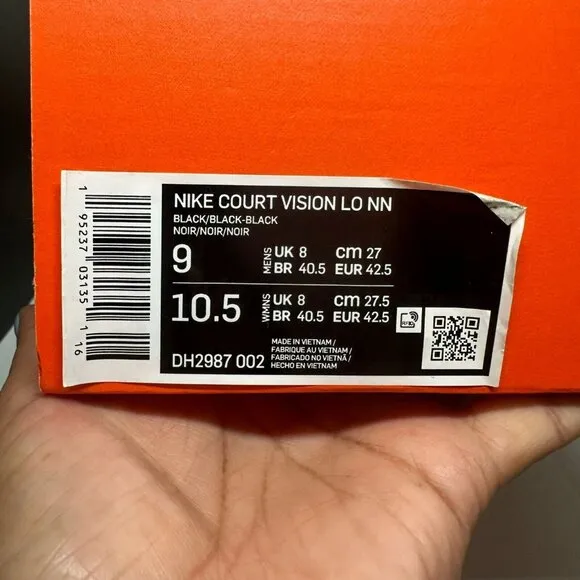 NIKE COURT VISION LO NN
BLACK/BLACK-BLACK
NOIR/NOIR/NOIR
9 MENS UK 8 cm 27
BR 40.5 EUR 42.5
10.5 WMNS UK 8 cm 27.5
BR 40.5 EUR 42.5
DH2987 002
MADE IN VIETNAM /
FABRIQUÉ AU VIETNAM /
FABRICADO NO VIETNÃ /
HECHO EN VIETNAM
1 95237 03135 1 16